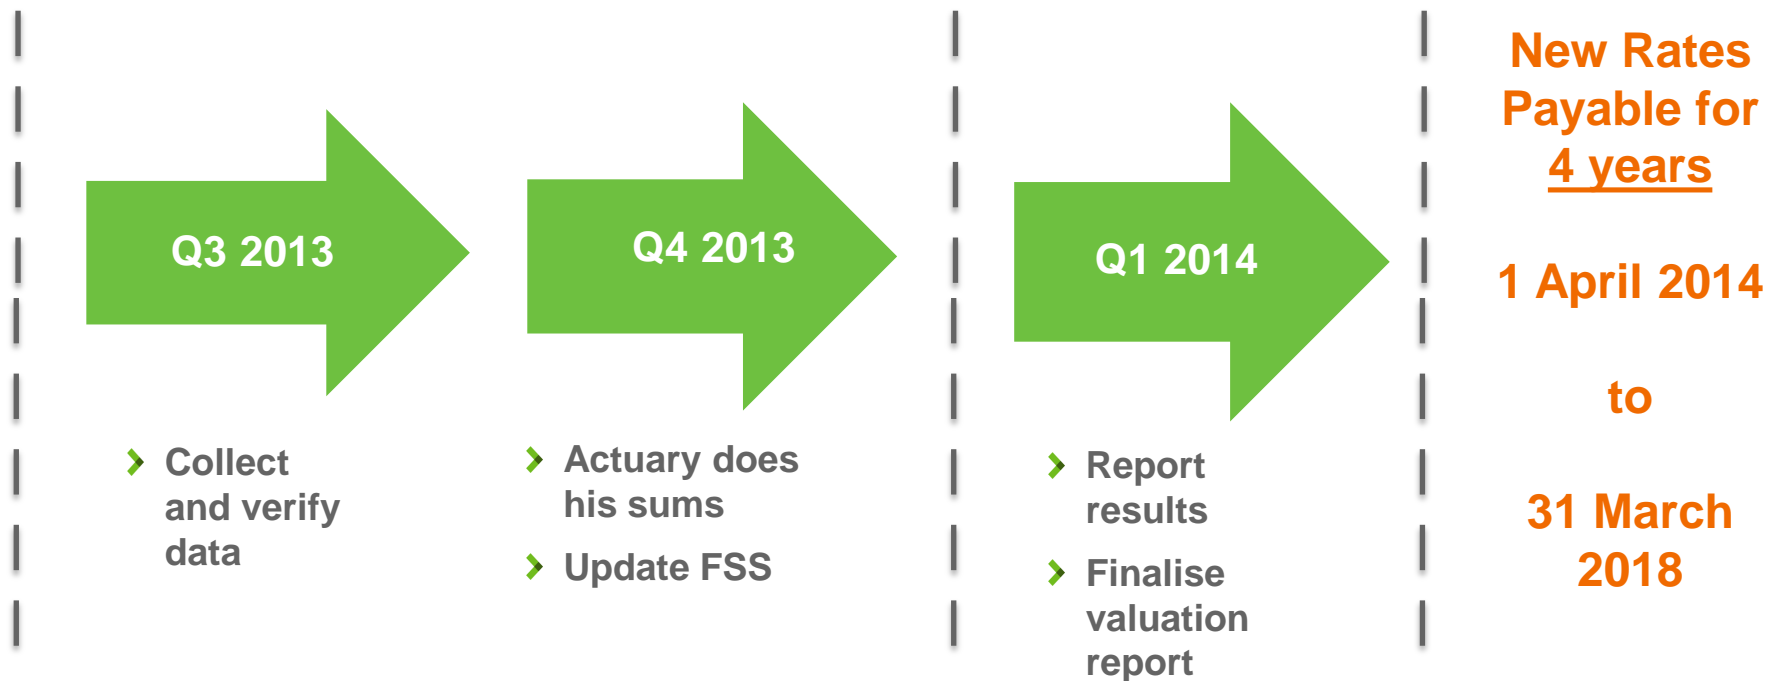 Q3 2013
Collect
and verify
data
Q4 2013
Actuary does
his sums
Update FSS
Q1 2014
Report
results
Finalise
valuation
report
New Rates
Payable for
4 years
1 April 2014
to
31 March
2018